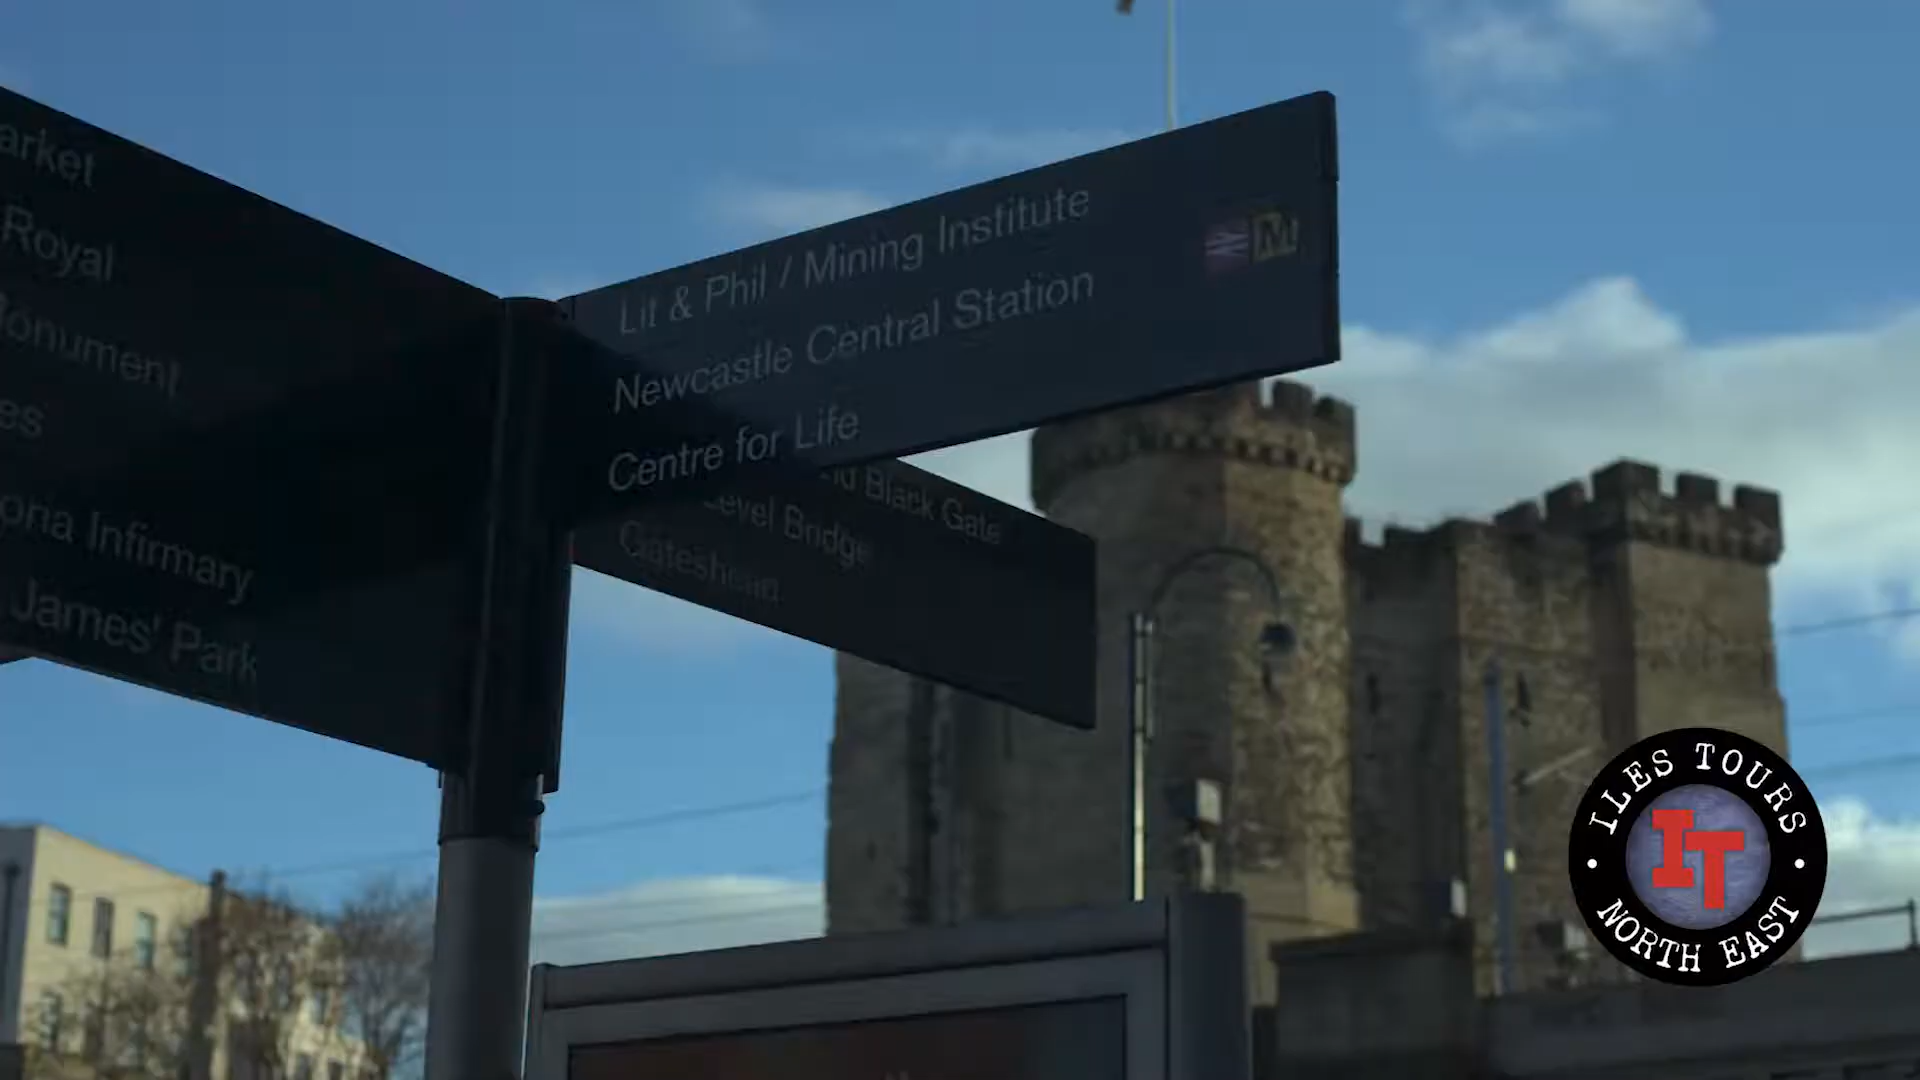 arket
Royal
onument
es
Infirmary
James' Park
Lit & Phil / Mining Institute
Newcastle Central Station
Centre for Life
M
Black Gate
Level Bridge
Gateshead
ILES TOURS
IT
NORTH EAST